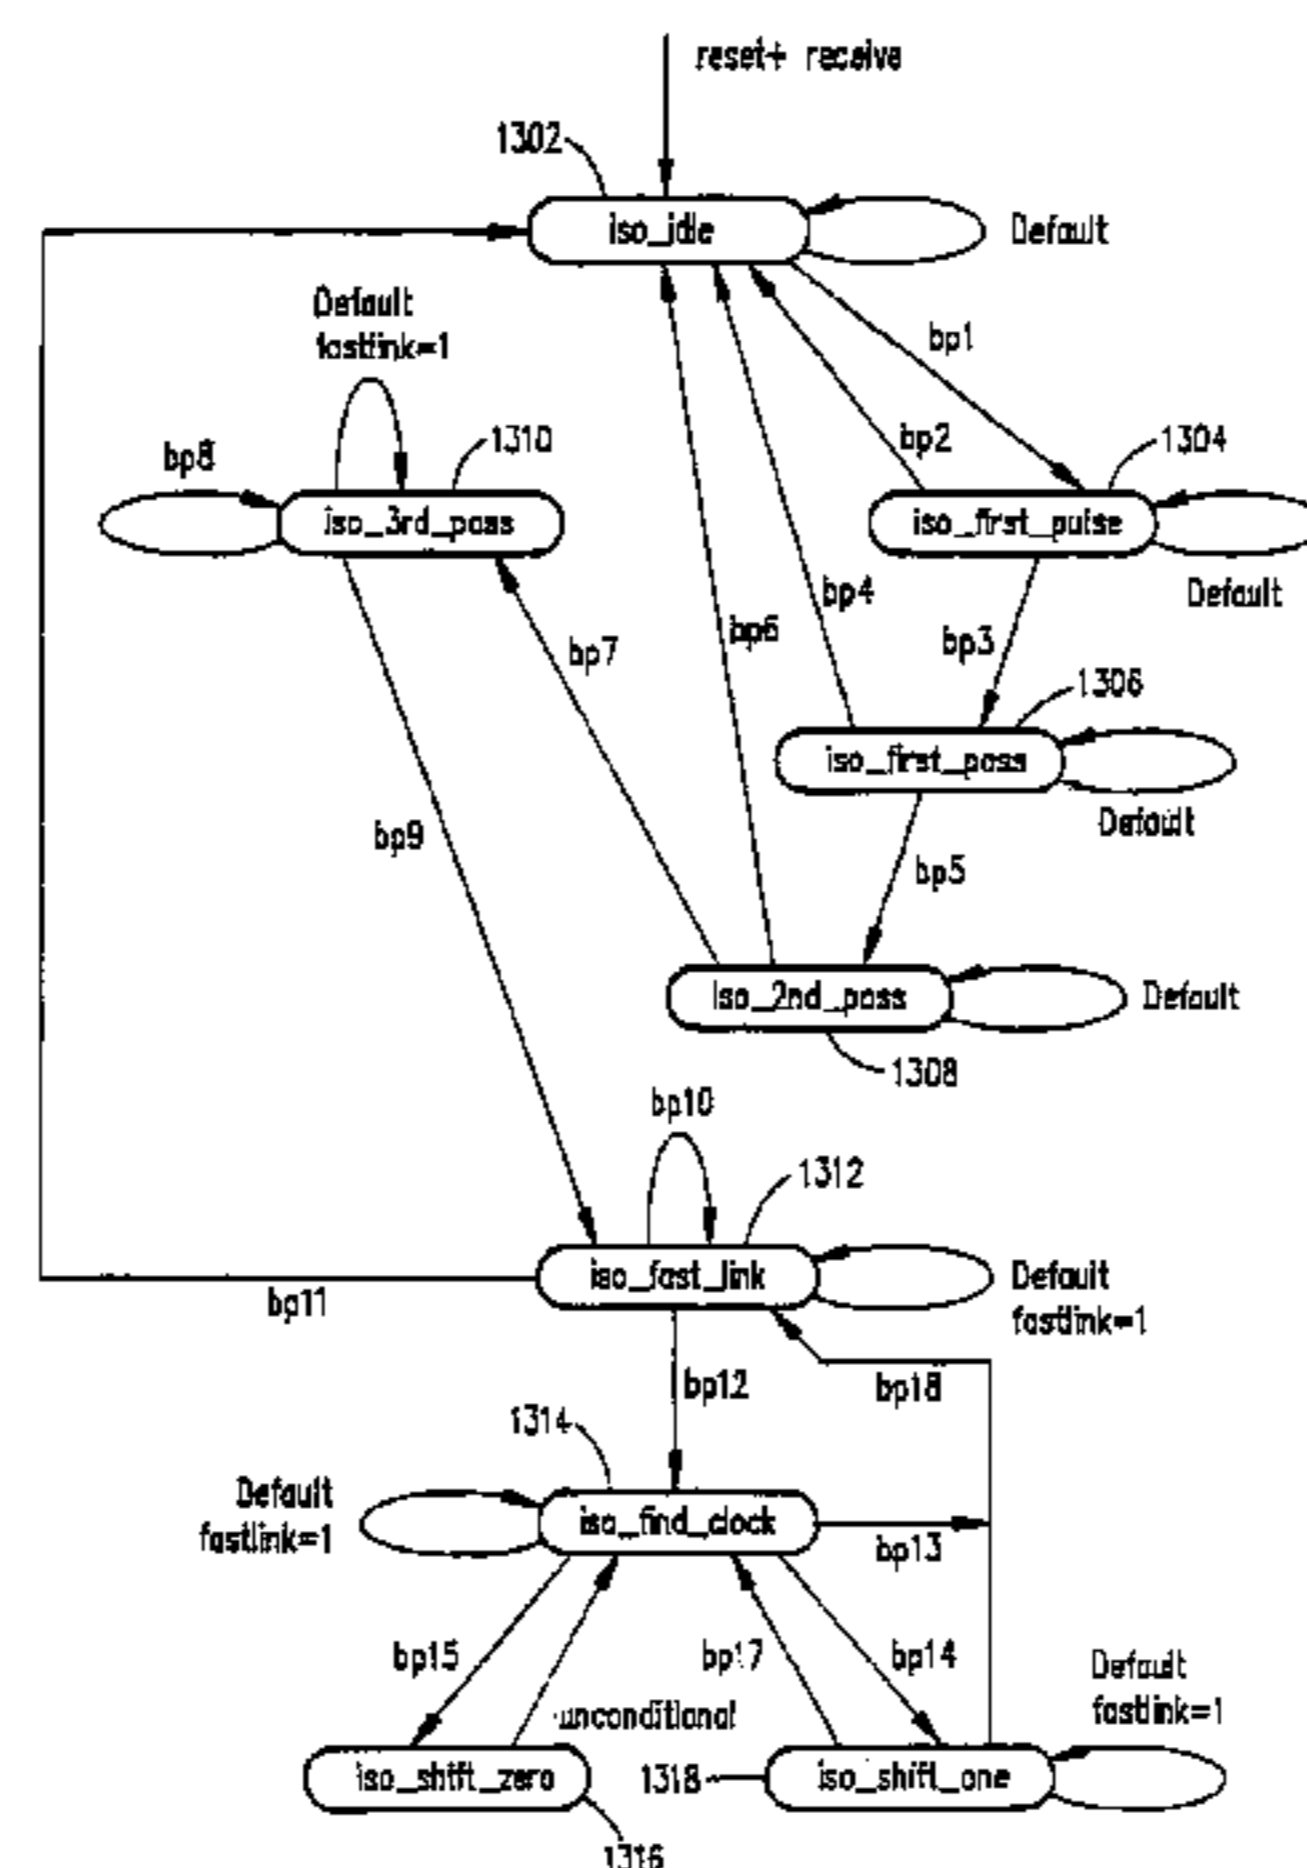 reset+ receive
1302
iso_idle
Default
Default
fastlink=1
bp1
bp2
bp8
1310
1304
iso_3rd_pass
iso_first_pulse
Default
bp4
bp6
bp3
bp7
1306
iso_first_pass
Default
bp9
bp5
iso_2nd_pass
Default
1308
bp10
1312
iso_fast_link
Default
fastlink=1
bp11
bp12
bp18
1314
Default
fastlink=1
iso_find_clock
bp13
bp15
bp17
bp14
Default
fastlink=1
unconditional
iso_shift_zero
1318
iso_shift_one
1316